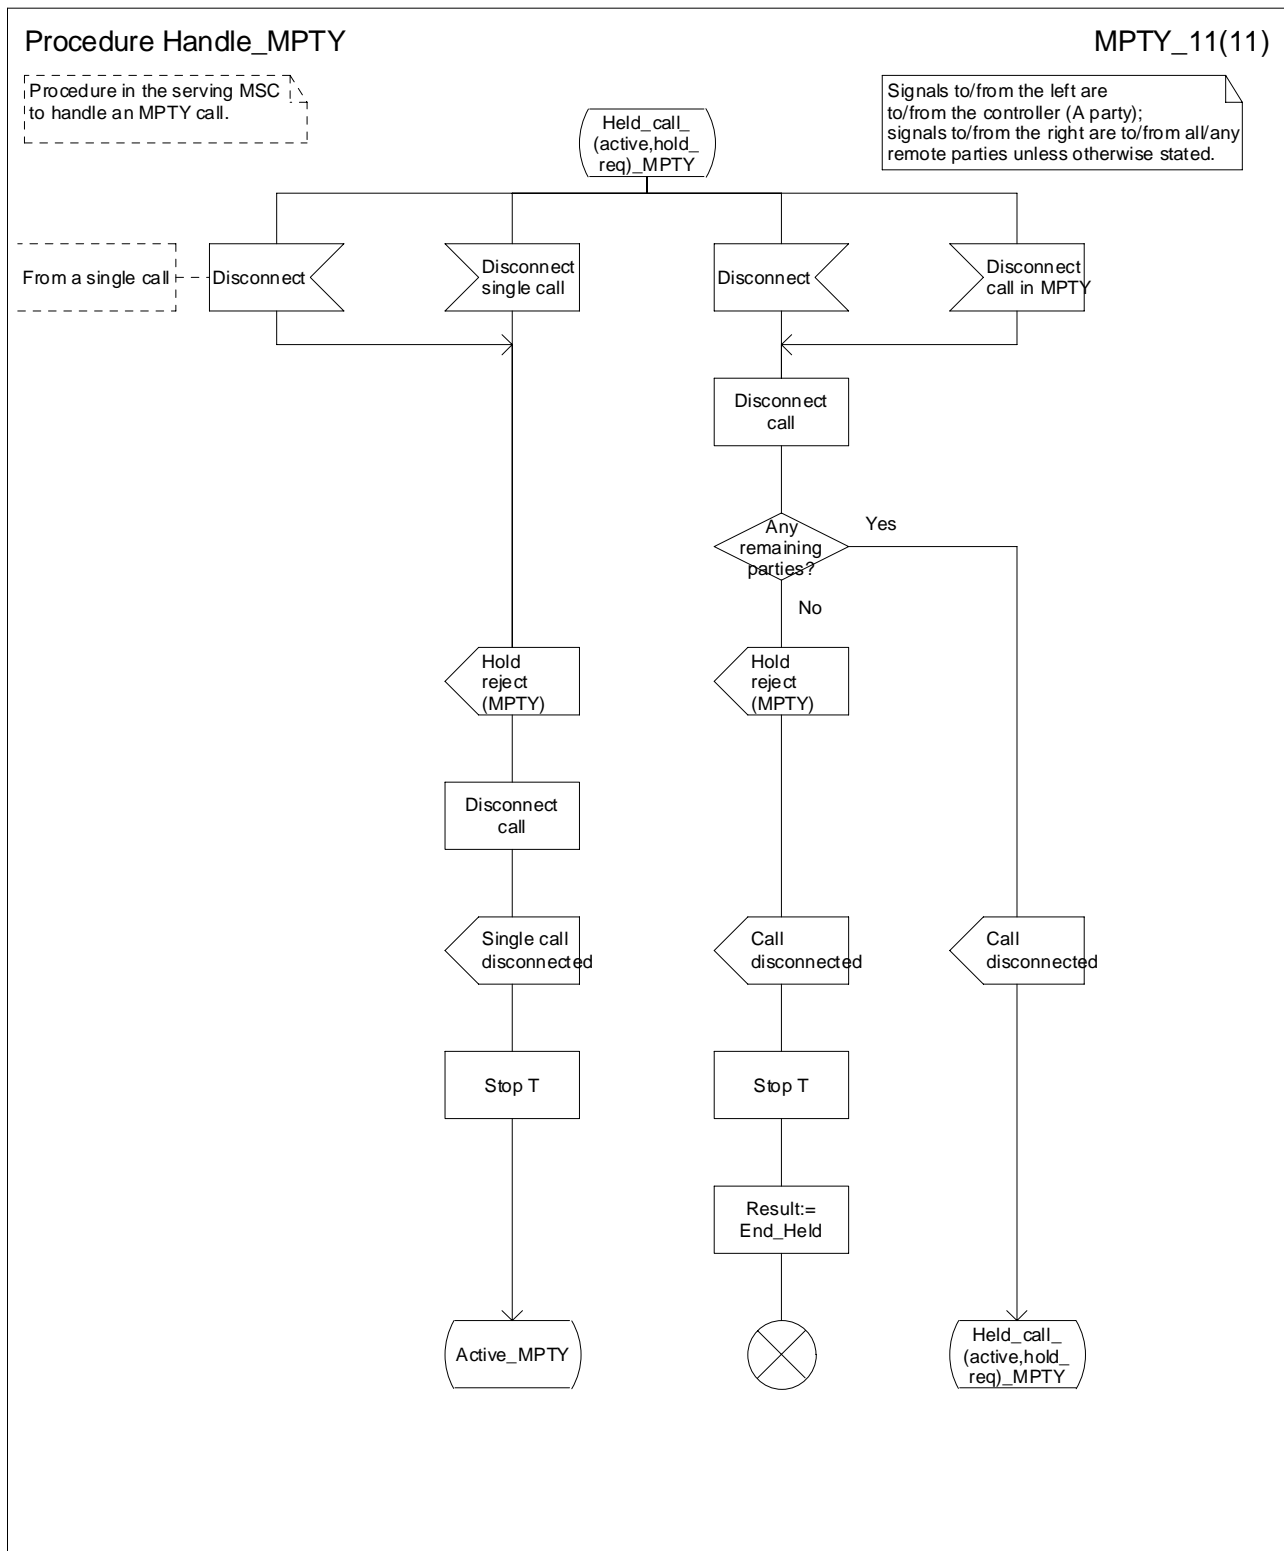 Procedure Handle_MPTY
MPTY_11(11)
Procedure in the serving MSC
to handle an MPTY call.
Signals to/from the left are
to/from the controller (A party);
signals to/from the right are to/from all/any
remote parties unless otherwise stated.
Held_call_
(active,hold_
req)_MPTY
From a single call
Disconnect
Disconnect
single call
Disconnect
Disconnect
call in MPTY
Disconnect
call
Any
remaining
parties?
Yes
No
Hold
reject
(MPTY)
Hold
reject
(MPTY)
Disconnect
call
Single call
disconnected
Call
disconnected
Call
disconnected
Stop T
Stop T
Result:=
End_Held
Active_MPTY
Held_call_
(active,hold_
req)_MPTY